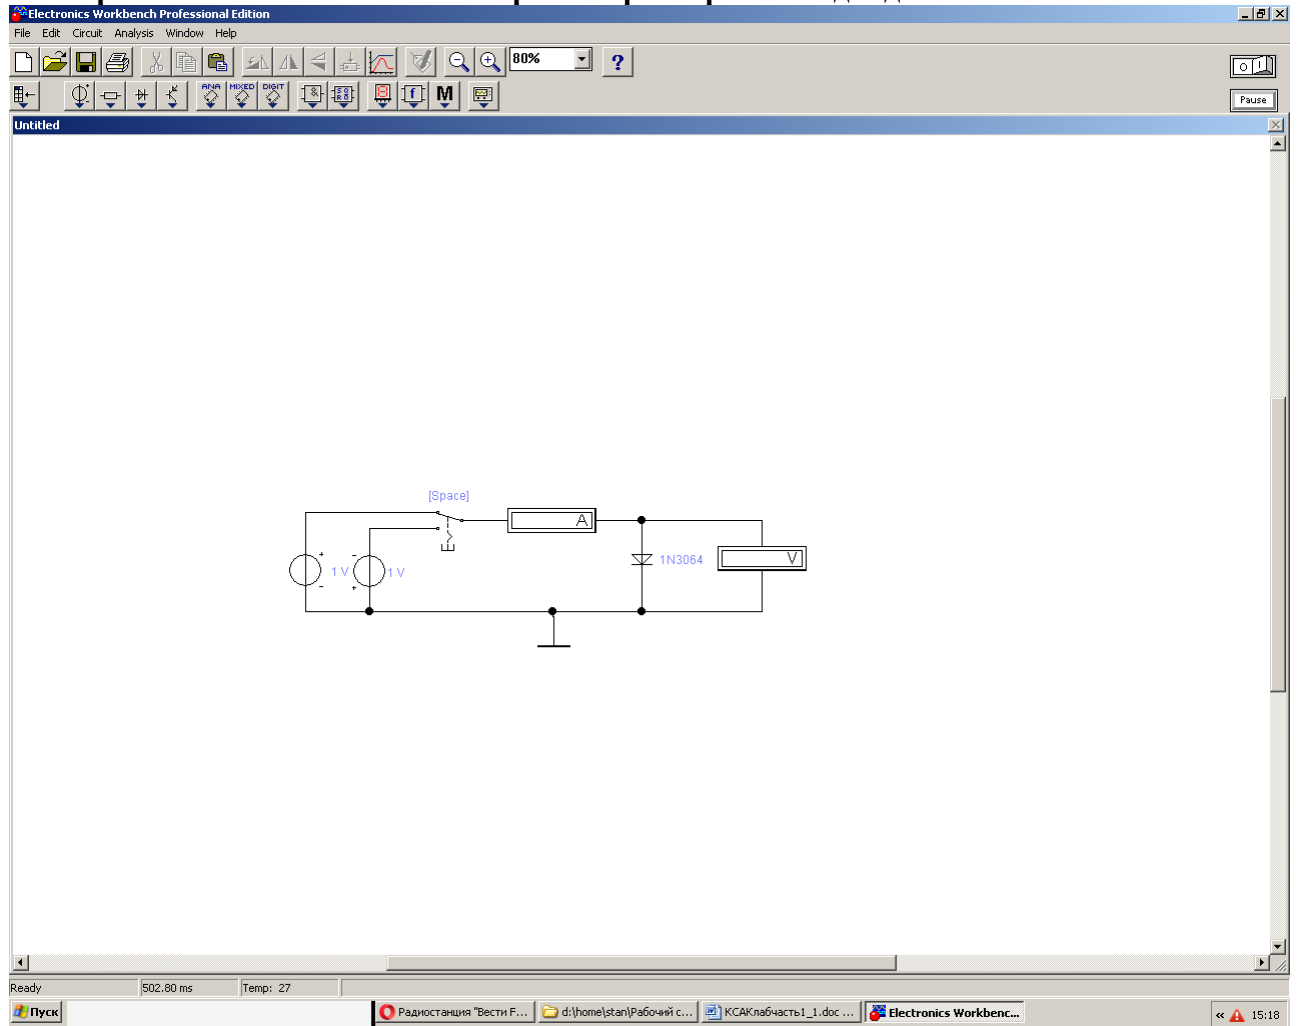 Electronics Workbench Professional Edition
File Edit Circuit Analysis Window Help
80%
?
ANA MIXED DIGIT
M
Pause
Untitled
[Space]
A
1 V
1 V
1N3064
V
Ready 502.80 ms Temp: 27
Пуск
Радиостанция "Вести F...
d:\home\stan\Рабочий с...
КСАКлабчасть1_1.doc ...
Electronics Workbenc...
« 15:18